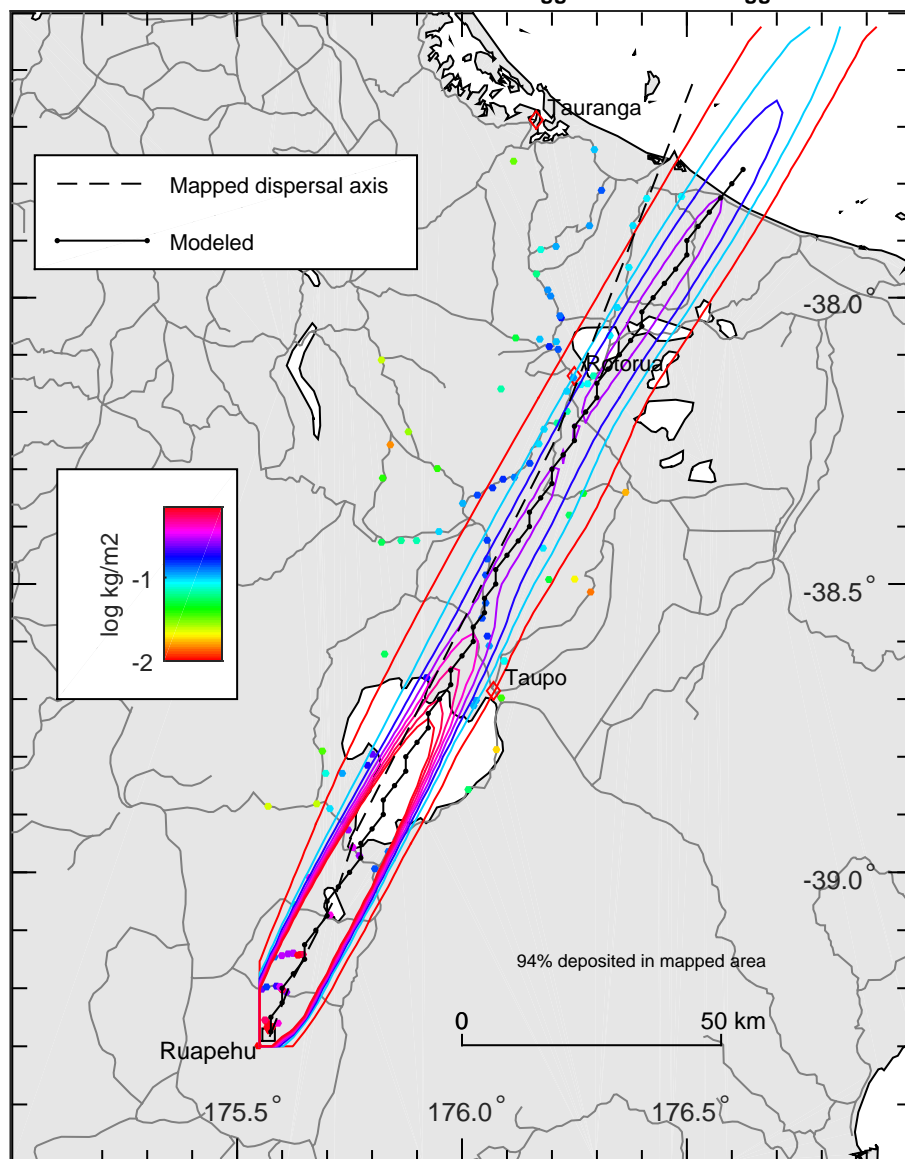 Tauranga
Mapped dispersal axis
Modeled
-38.0°
Rotorua
log kg/m2
-1
-2
-38.5°
Taupo
-39.0°
94% deposited in mapped area
0 50 km
Ruapehu
175.5° 176.0° 176.5°